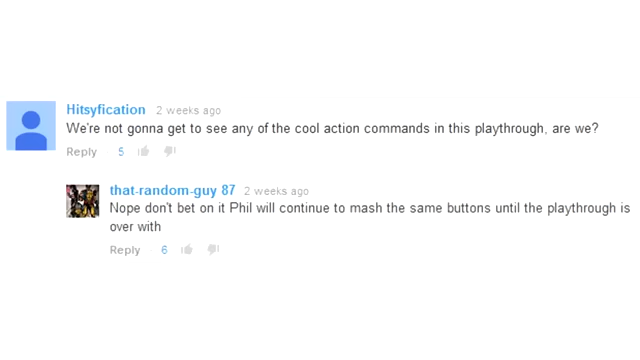 Hitsyfication 2 weeks ago
We're not gonna get to see any of the cool action commands in this playthrough, are we?
Reply 5
that-random-guy 87 2 weeks ago
Nope don't bet on it Phil will continue to mash the same buttons until the playthrough is
over with
Reply 6